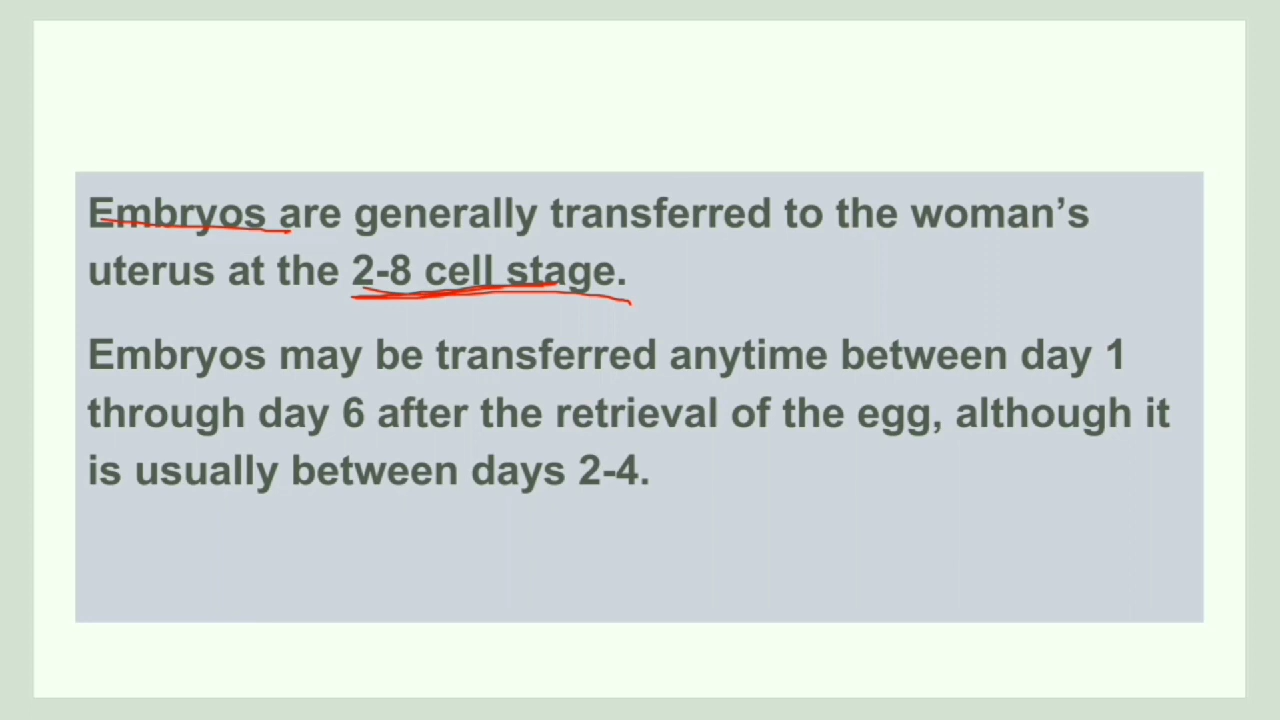 Embryos are generally transferred to the woman’s
uterus at the 2-8 cell stage.
Embryos may be transferred anytime between day 1
through day 6 after the retrieval of the egg, although it
is usually between days 2-4.